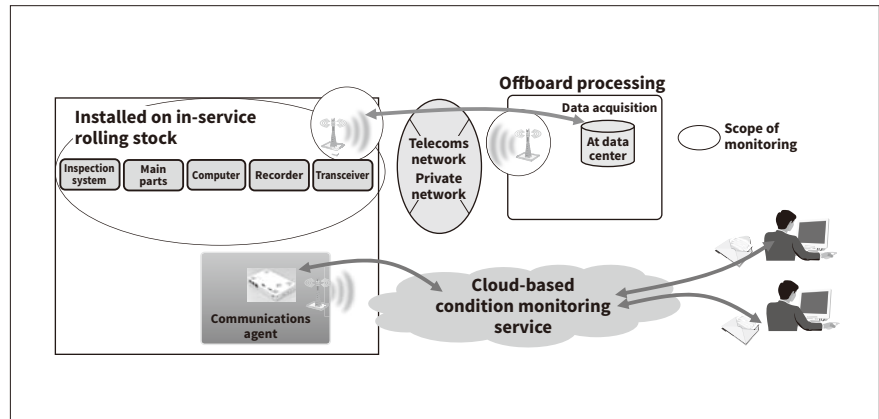 Installed on in-service
rolling stock
Inspection
system
Main
parts
Computer
Recorder
Transceiver
Telecoms
network
Private
network
Offboard processing
Data acquisition
At data
center
Scope of
monitoring
Communications
agent
Cloud-based
condition monitoring
service